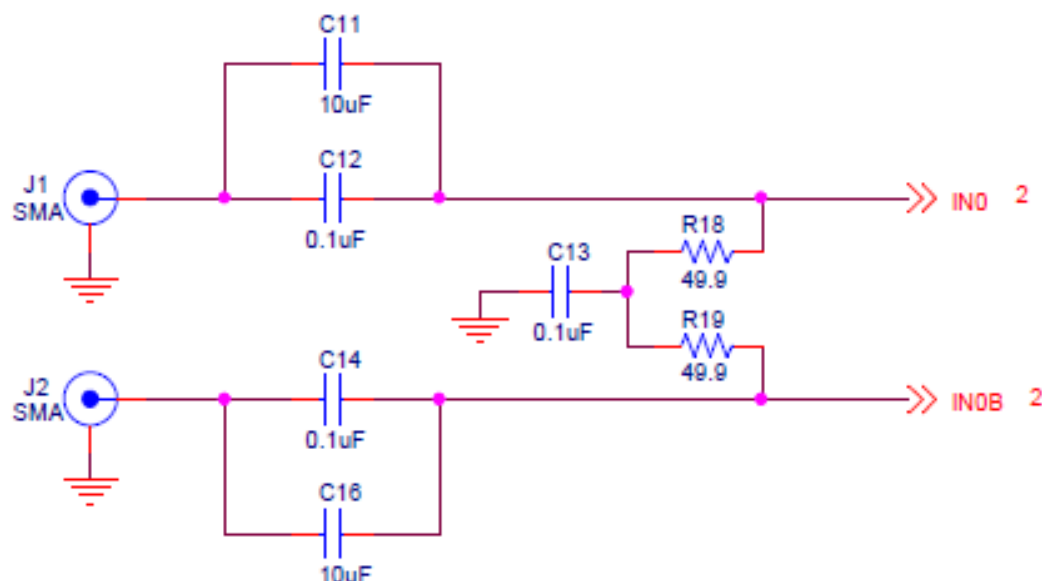 C11
10uF
C12
0.1uF
J1
SMA
IN0 2
R18
49.9
C13
0.1uF
R19
49.9
C14
0.1uF
J2
SMA
IN0B 2
C16
10uF